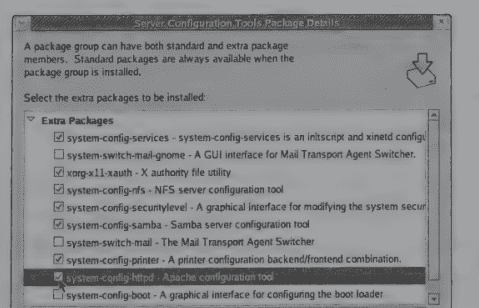 Server Configuration Tools Package Details
A package group can have both standard and extra package
members. Standard packages are always available when the
package group is installed.
Select the extra packages to be installed:
Extra Packages
system-config-services - system-config-services is an initscript and xinetd configu
system-switch-mail-gnome - A GUI interface for Mail Transport Agent Switcher.
xorg-x11-xauth - X authority file utility
system-config-nfs - NFS server configuration tool
system-config-securitylevel - A graphical interface for modifying the system secur
system-config-samba - Samba server configuration tool
system-switch-mail - The Mail Transport Agent Switcher
system-config-printer - A printer configuration backend/frontend combination.
system-config-httpd - Apache configuration tool
system-config-boot - A graphical interface for configuring the boot loader